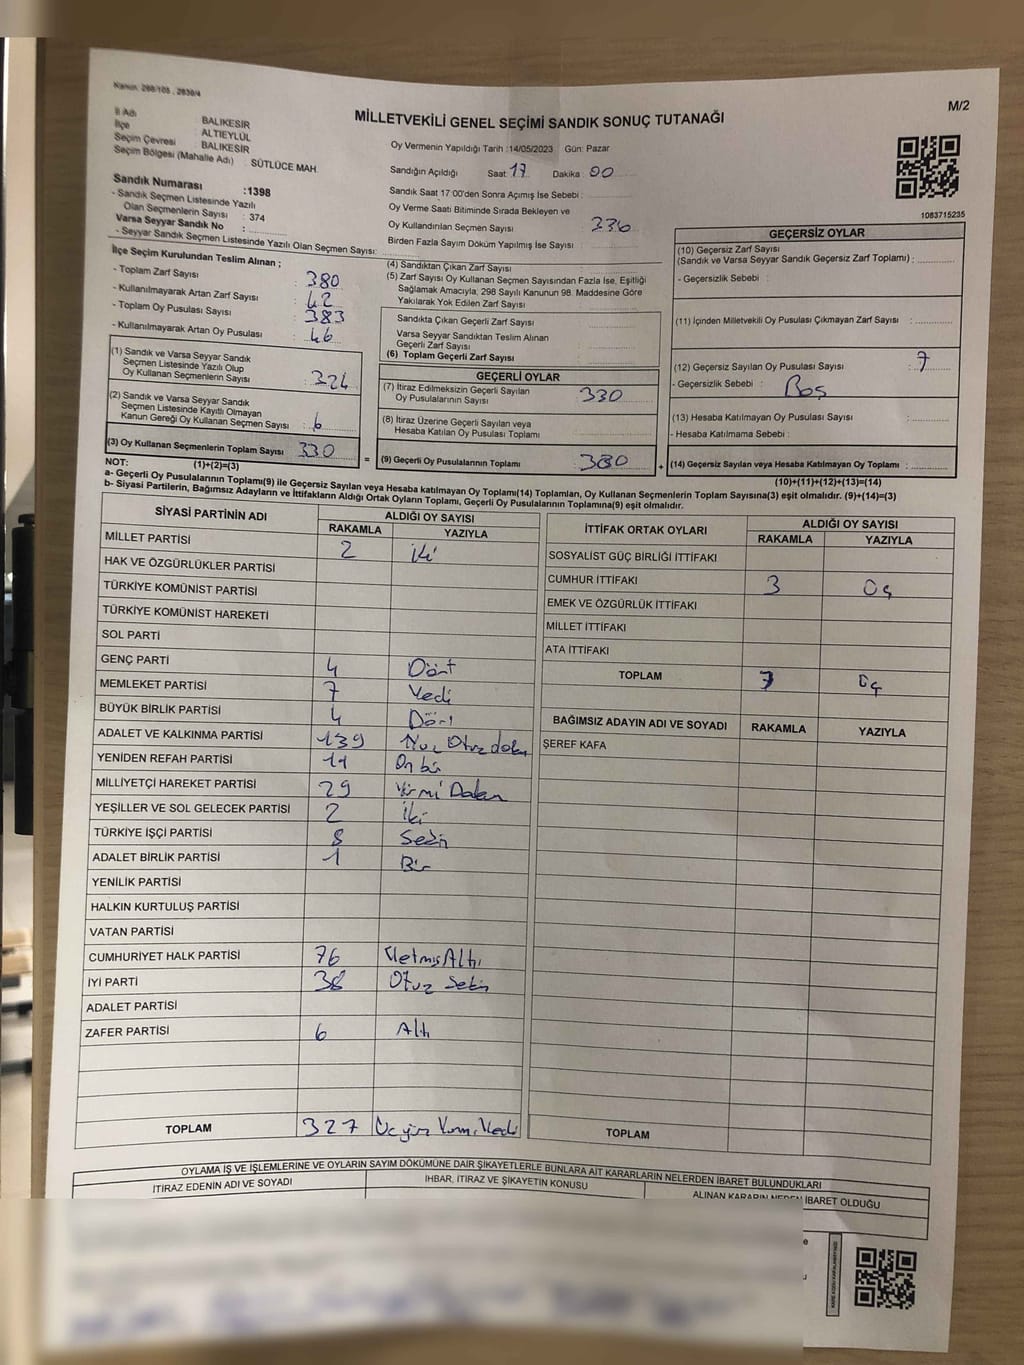 Kanun. 298/105 , 2839/4
M/2
MİLLETVEKİLİ GENEL SEÇİMİ SANDIK SONUÇ TUTANAĞI
İl Adı BALIKESİR
İlçe ALTIEYLÜL
Seçim Çevresi BALIKESİR
Seçim Bölgesi (Mahalle Adı) SÜTLÜCE MAH.
Sandık Numarası :1398
- Sandık Seçmen Listesinde Yazılı
Olan Seçmenlerin Sayısı : 374
Varsa Seyyar Sandık No :
- Seyyar Sandık Seçmen Listesinde Yazılı Olan Seçmen Sayısı:
Oy Vermenin Yapıldığı Tarih :14/05/2023 Gün: Pazar
Sandığın Açıldığı Saat 17 Dakika 00
Sandık Saat 17:00'den Sonra Açılmış İse Sebebi :
Oy Verme Saati Bitiminde Sırada Bekleyen ve
Oy Kullandırılan Seçmen Sayısı 336
Birden Fazla Sayım Döküm Yapılmış İse Sayısı
1083715235
İlçe Seçim Kurulundan Teslim Alınan ;
- Toplam Zarf Sayısı : 380
- Kullanılmayarak Artan Zarf Sayısı : 42
- Toplam Oy Pusulası Sayısı : 383
- Kullanılmayarak Artan Oy Pusulası : 46
(1) Sandık ve Varsa Seyyar Sandık
Seçmen Listesinde Yazılı Olup
Oy Kullanan Seçmenlerin Sayısı : 324
(2) Sandık ve Varsa Seyyar Sandık
Seçmen Listesinde Kayıtlı Olmayan
Kanun Gereği Oy Kullanan Seçmen Sayısı : 6
(3) Oy Kullanan Seçmenlerin Toplam Sayısı 330
(1)+(2)=(3)
(4) Sandıktan Çıkan Zarf Sayısı :
(5) Zarf Sayısı Oy Kullanan Seçmen Sayısından Fazla İse, Eşitliği
Sağlamak Amacıyla, 298 Sayılı Kanunun 98. Maddesine Göre
Yakılarak Yok Edilen Zarf Sayısı
Sandıkta Çıkan Geçerli Zarf Sayısı :
Varsa Seyyar Sandıktan Teslim Alınan
Geçerli Zarf Sayısı :
(6) Toplam Geçerli Zarf Sayısı
GEÇERLİ OYLAR
(7) İtiraz Edilmeksizin Geçerli Sayılan
Oy Pusulalarının Sayısı : 330
(8) İtiraz Üzerine Geçerli Sayılan veya
Hesaba Katılan Oy Pusulası Toplamı
= (9) Geçerli Oy Pusulalarının Toplamı 380 +
GEÇERSİZ OYLAR
(10) Geçersiz Zarf Sayısı
(Sandık ve Varsa Seyyar Sandık Geçersiz Zarf Toplamı) :
- Geçersizlik Sebebi :
(11) İçinden Milletvekili Oy Pusulası Çıkmayan Zarf Sayısı :
(12) Geçersiz Sayılan Oy Pusulası Sayısı : 7
- Geçersizlik Sebebi : Boş
(13) Hesaba Katılmayan Oy Pusulası Sayısı :
- Hesaba Katılmama Sebebi :
(14) Geçersiz Sayılan veya Hesaba Katılmayan Oy Toplamı :
(10)+(11)+(12)+(13)=(14)
NOT:
a- Geçerli Oy Pusulalarının Toplamı(9) ile Geçersiz Sayılan veya Hesaba katılmayan Oy Toplamı(14) Toplamları, Oy Kullanan Seçmenlerin Toplam Sayısına(3) eşit olmalıdır. (9)+(14)=(3)
b- Siyasi Partilerin, Bağımsız Adayların ve İttifakların Aldığı Ortak Oyların Toplamı, Geçerli Oy Pusulalarının Toplamına(9) eşit olmalıdır.
SİYASİ PARTİNİN ADI ALDIĞI OY SAYISI
RAKAMLA YAZIYLA
MİLLET PARTİSİ 2 iki
HAK VE ÖZGÜRLÜKLER PARTİSİ
TÜRKİYE KOMÜNİST PARTİSİ
TÜRKİYE KOMÜNİST HAREKETİ
SOL PARTİ
GENÇ PARTİ 4 Dört
MEMLEKET PARTİSİ 7 Yedi
BÜYÜK BİRLİK PARTİSİ 4 Dört
ADALET VE KALKINMA PARTİSİ 139 Yüz Otuz dokuz
YENİDEN REFAH PARTİSİ 11 On bir
MİLLİYETÇİ HAREKET PARTİSİ 29 Yirmi Dokuz
YEŞİLLER VE SOL GELECEK PARTİSİ 2 İki
TÜRKİYE İŞÇİ PARTİSİ 8 Sekiz
ADALET BİRLİK PARTİSİ 1 Bir
YENİLİK PARTİSİ
HALKIN KURTULUŞ PARTİSİ
VATAN PARTİSİ
CUMHURİYET HALK PARTİSİ 76 YetmişAltı
İYİ PARTİ 38 Otuz Sekiz
ADALET PARTİSİ
ZAFER PARTİSİ 6 Altı
TOPLAM 327 Üç yüz Yirmi Yedi
İTTİFAK ORTAK OYLARI ALDIĞI OY SAYISI
RAKAMLA YAZIYLA
SOSYALİST GÜÇ BİRLİĞİ İTTİFAKI
CUMHUR İTTİFAKI 3 Üç
EMEK VE ÖZGÜRLÜK İTTİFAKI
MİLLET İTTİFAKI
ATA İTTİFAKI
TOPLAM 3 Üç
BAĞIMSIZ ADAYIN ADI VE SOYADI RAKAMLA YAZIYLA
ŞEREF KAFA
TOPLAM
OYLAMA İŞ VE İŞLEMLERİNE VE OYLARIN SAYIM DÖKÜMÜNE DAİR ŞİKAYETLERLE BUNLARA AİT KARARLARIN NELERDEN İBARET BULUNDUKLARI
İTİRAZ EDENİN ADI VE SOYADI İHBAR, İTİRAZ VE ŞİKAYETİN KONUSU ALINAN KARARIN NEDEN İBARET OLDUĞU